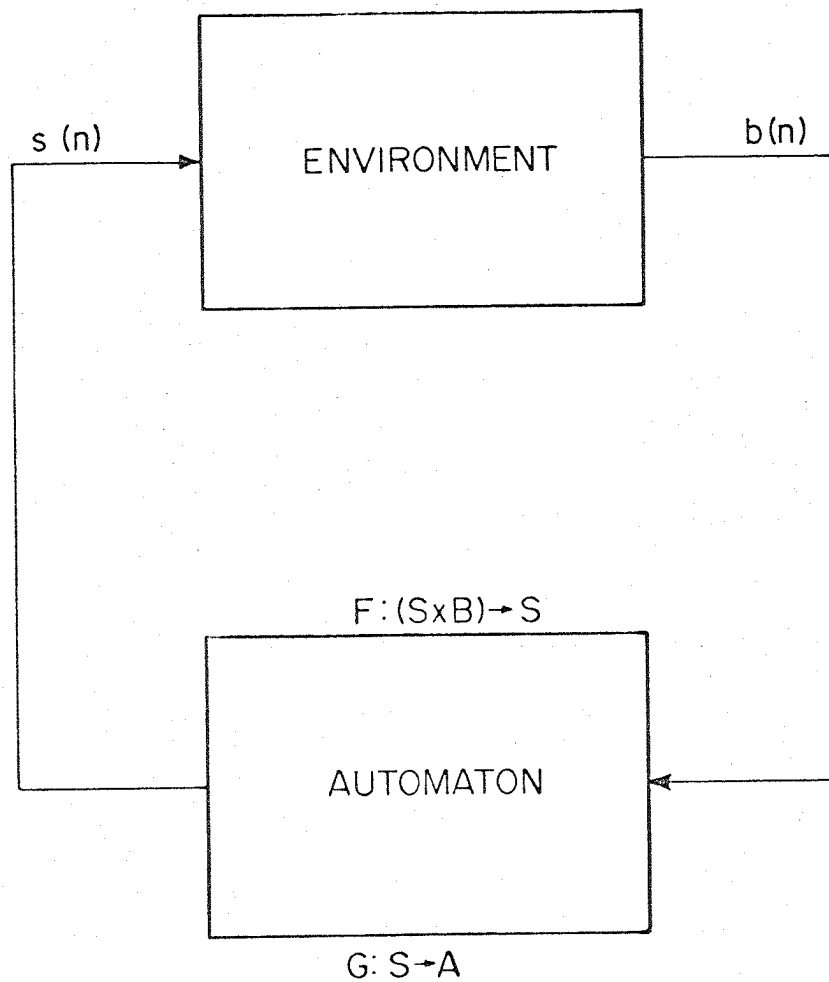 s (n)
ENVIRONMENT
b(n)
F:(SxB)→S
AUTOMATON
G: S→A